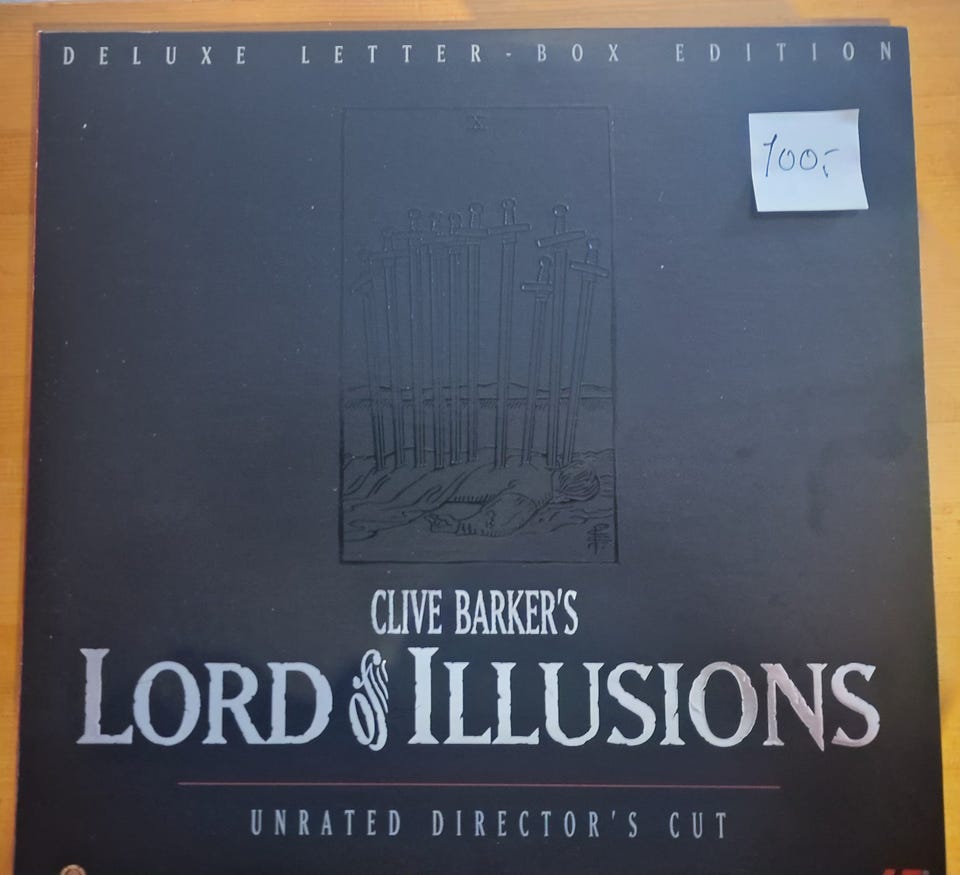 DELUXE LETTER-BOX EDITION
X
100,-
CLIVE BARKER'S
LORD of ILLUSIONS
UNRATED DIRECTOR'S CUT